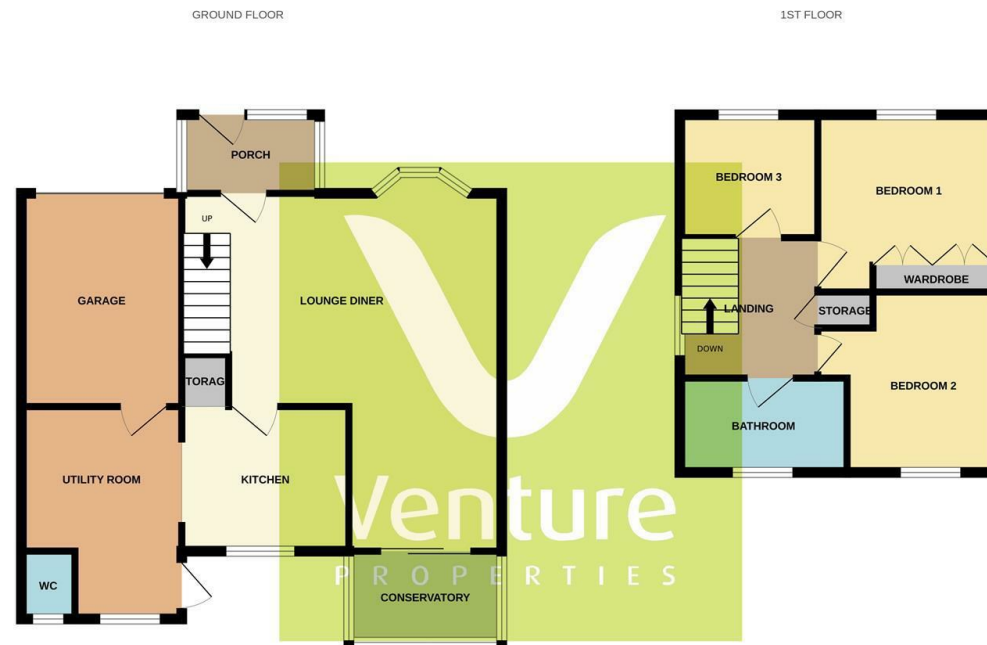 GROUND FLOOR
1ST FLOOR
PORCH
UP
GARAGE
LOUNGE DINER
TORAG
UTILITY ROOM
KITCHEN
WC
CONSERVATORY
BEDROOM 3
BEDROOM 1
WARDROBE
LANDING
STORAGE
DOWN
BEDROOM 2
BATHROOM
Venture
PROPERTIES